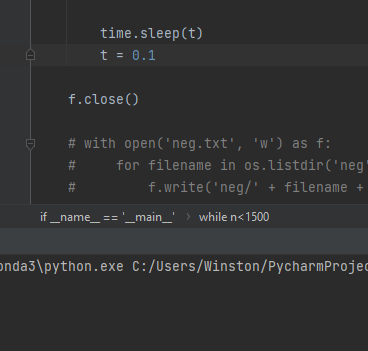 time.sleep(t)
t = 0.1
f.close()
# with open('neg.txt', 'w') as f:
#     for filename in os.listdir('neg'
#         f.write('neg/' + filename +
if __name__ == '__main__' › while n<1500
onda3\python.exe C:/Users/Winston/PycharmProjec